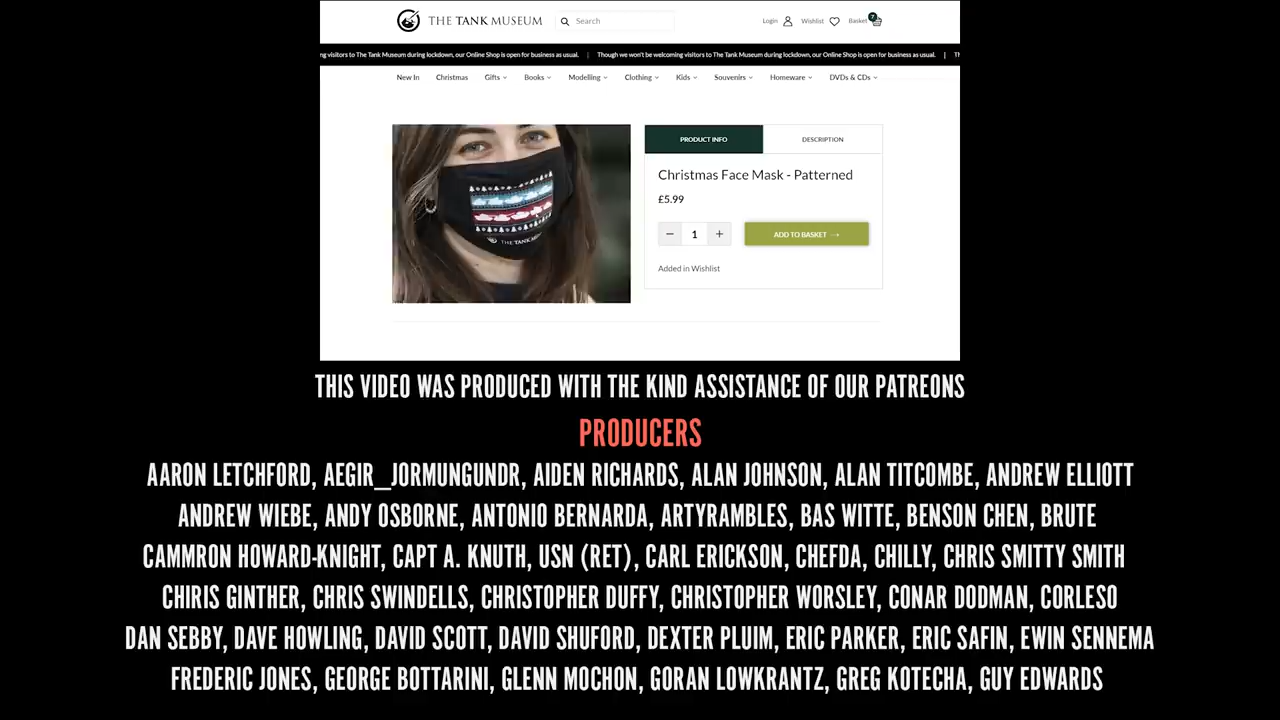 THE TANK MUSEUM
Search
Login
Wishlist
Basket
7
visitors to The Tank Museum during lockdown, our Online Shop is open for business as usual. | Though we won't be welcoming visitors to The Tank Museum during lockdown, our Online Shop is open for business as usual. |
New In Christmas Gifts Books Modelling Clothing Kids Souvenirs Homeware DVDs & CDs
PRODUCT INFO
DESCRIPTION
Christmas Face Mask - Patterned
£5.99
− 1 +
ADD TO BASKET →
Added in Wishlist
THIS VIDEO WAS PRODUCED WITH THE KIND ASSISTANCE OF OUR PATREONS
PRODUCERS
AARON LETCHFORD, AEGIR_JORMUNGUNDR, AIDEN RICHARDS, ALAN JOHNSON, ALAN TITCOMBE, ANDREW ELLIOTT
ANDREW WIEBE, ANDY OSBORNE, ANTONIO BERNARDA, ARTYRAMBLES, BAS WITTE, BENSON CHEN, BRUTE
CAMMRON HOWARD-KNIGHT, CAPT A. KNUTH, USN (RET), CARL ERICKSON, CHEFDA, CHILLY, CHRIS SMITTY SMITH
CHIRIS GINTHER, CHRIS SWINDELLS, CHRISTOPHER DUFFY, CHRISTOPHER WORSLEY, CONAR DODMAN, CORLESO
DAN SEBBY, DAVE HOWLING, DAVID SCOTT, DAVID SHUFORD, DEXTER PLUIM, ERIC PARKER, ERIC SAFIN, EWIN SENNEMA
FREDERIC JONES, GEORGE BOTTARINI, GLENN MOCHON, GORAN LOWKRANTZ, GREG KOTECHA, GUY EDWARDS